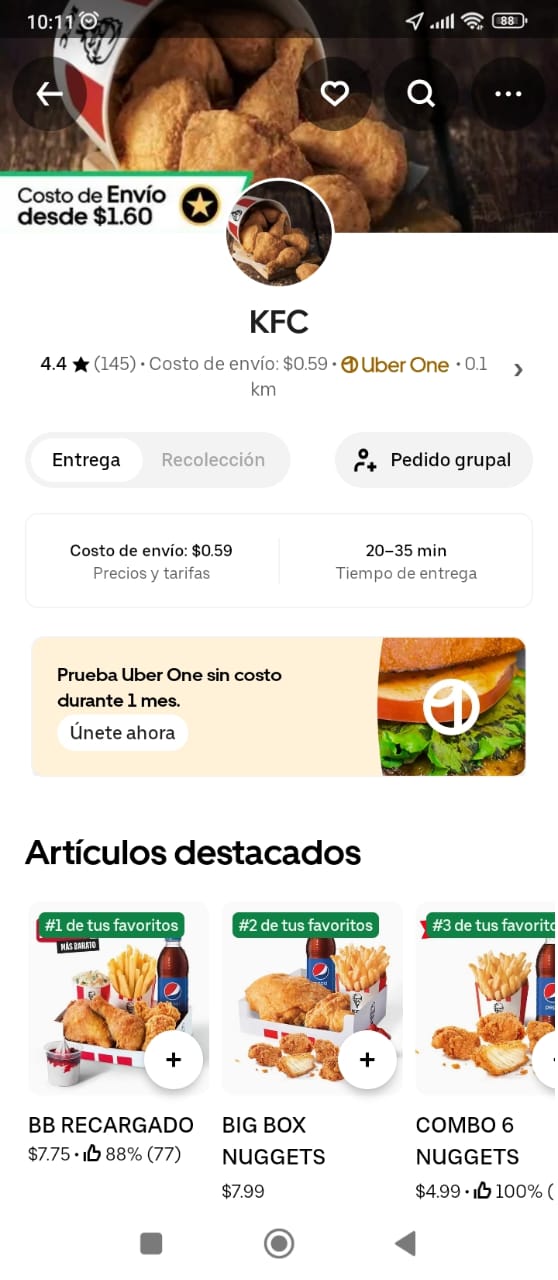 10:11
88
Costo de Envío
desde $1.60
KFC
4.4 ★ (145) • Costo de envío: $0.59 • Uber One • 0.1
km
Entrega
Recolección
Pedido grupal
Costo de envío: $0.59
Precios y tarifas
20–35 min
Tiempo de entrega
Prueba Uber One sin costo
durante 1 mes.
Únete ahora
Artículos destacados
#1 de tus favoritos
MÁS BARATO
BB RECARGADO
$7.75 • 88% (77)
#2 de tus favoritos
BIG BOX
NUGGETS
$7.99
#3 de tus favorito
COMBO 6
NUGGETS
$4.99 • 100% (